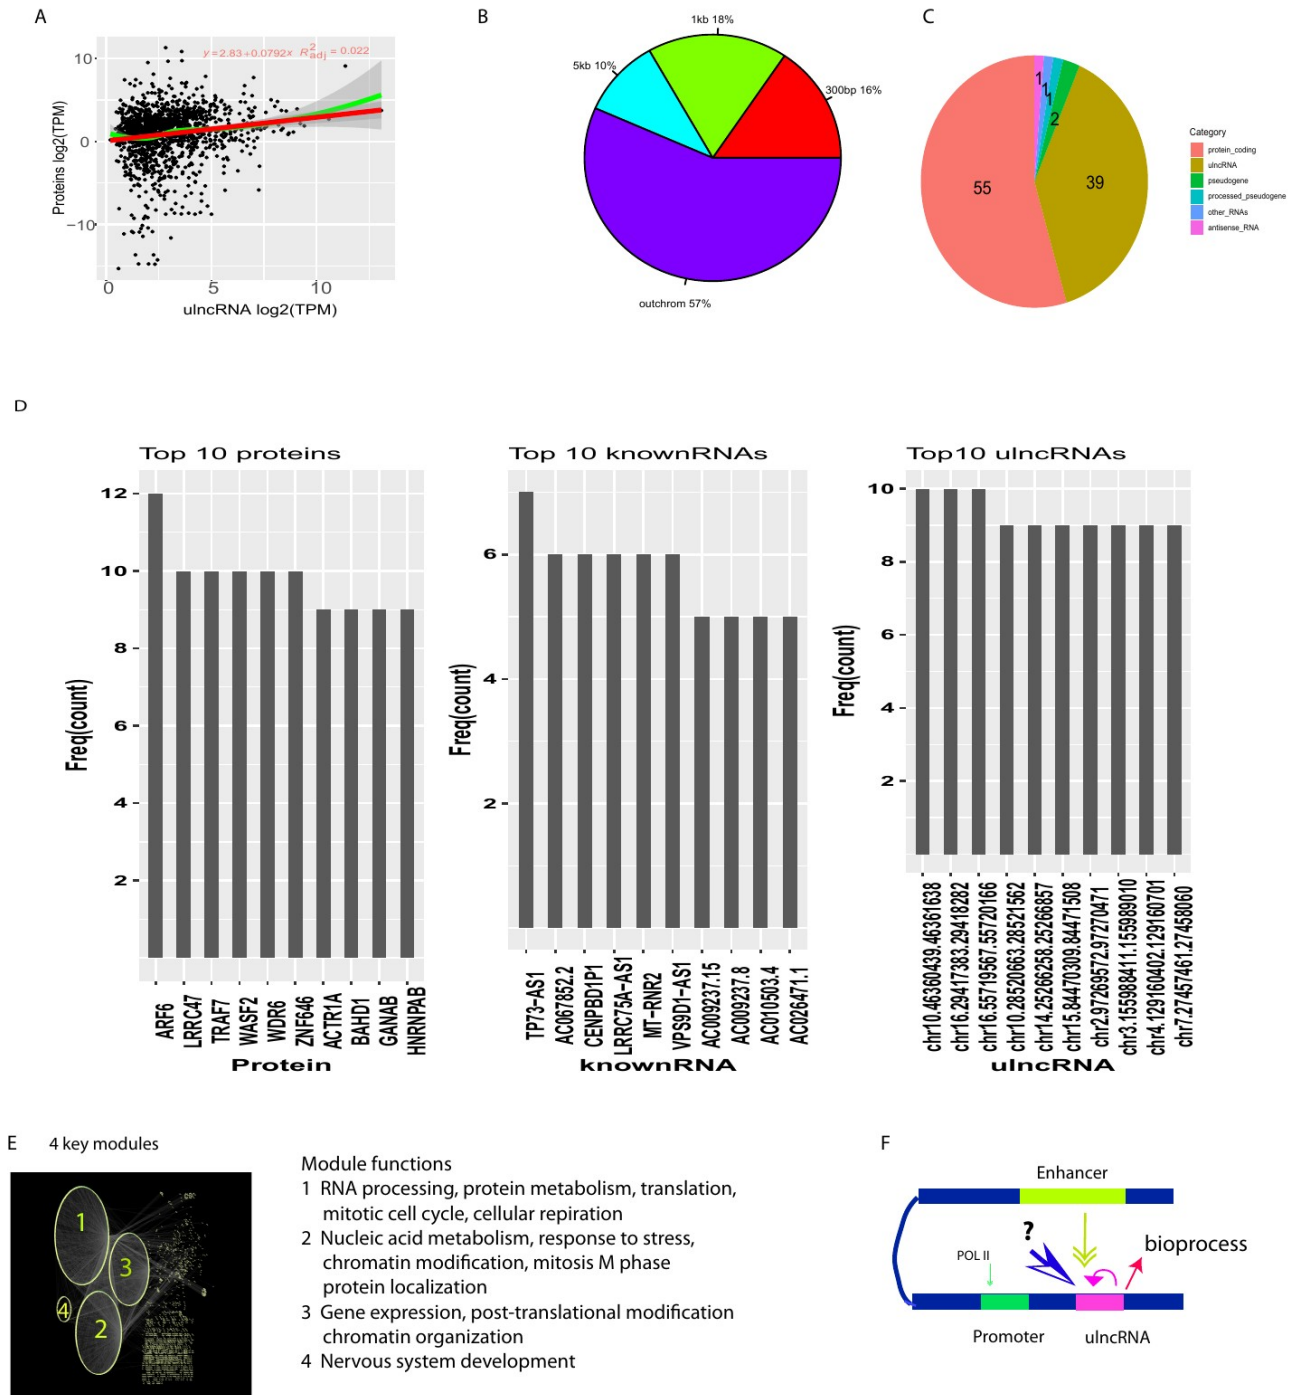 A
y=2.83+0.0792x R²adj = 0.022
10
0
−10
0
5
10
Proteins log2(TPM)
ulncRNA log2(TPM)
B
1kb 18%
5kb 10%
300bp 16%
outchrom 57%
C
1
1
1
2
55
39
Category
protein_coding
ulncRNA
pseudogene
processed_pseudogene
other_RNAs
antisense_RNA
D
Top 10 proteins
12
10
8
6
4
2
Freq(count)
ARF6
LRRC47
TRAF7
WASF2
WDR6
ZNF646
ACTR1A
BAHD1
GANAB
HNRNPAB
Protein
Top 10 knownRNAs
6
4
2
Freq(count)
TP73−AS1
AC067852.2
CENPBD1P1
LRRC75A−AS1
MT−RNR2
VPS9D1−AS1
AC009237.15
AC009237.8
AC010503.4
AC026471.1
knownRNA
Top10 ulncRNAs
10
8
6
4
2
Freq(count)
chr10.46360439.46361638
chr16.29417383.29418282
chr16.55719567.55720166
chr10.28520663.28521562
chr14.25266258.25266857
chr15.84470309.84471508
chr2.97269572.97270471
chr3.155988411.155989010
chr4.129160402.129160701
chr7.27457461.27458060
ulncRNA
E 4 key modules
1
3
4
2
Module functions
1 RNA processing, protein metabolism, translation,
mitotic cell cycle, cellular repiration
2 Nucleic acid metabolism, response to stress,
chromatin modification, mitosis M phase
protein localization
3 Gene expression, post-translational modification
chromatin organization
4 Nervous system development
F
Enhancer
?
bioprocess
POL II
Promoter
ulncRNA